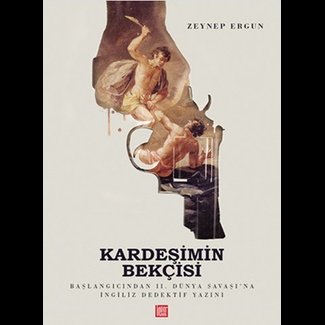 ZEYNEP ERGUN
KARDEŞİMİN
BEKÇİSİ
BAŞLANGICINDAN II. DÜNYA SAVAŞI'NA
İNGİLİZ DEDEKTİF YAZINI